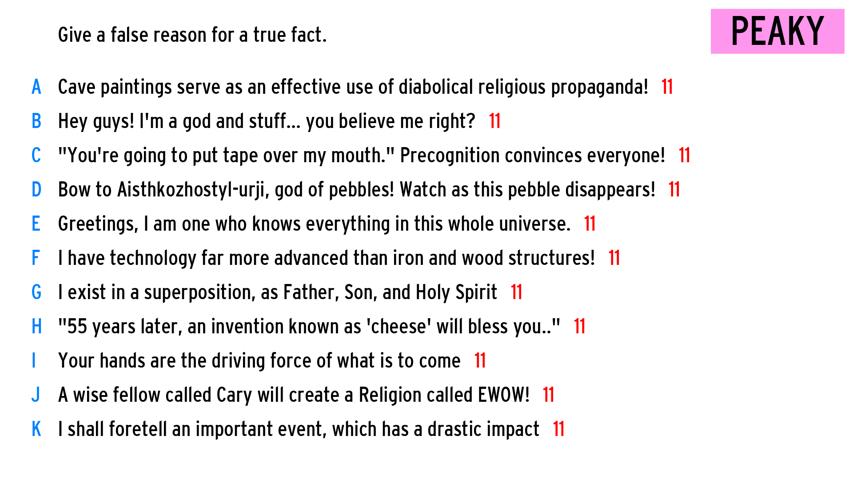 Give a false reason for a true fact.
PEAKY
A Cave paintings serve as an effective use of diabolical religious propaganda! 11
B Hey guys! I'm a god and stuff... you believe me right? 11
C "You're going to put tape over my mouth." Precognition convinces everyone! 11
D Bow to Aisthkozhostyl-urji, god of pebbles! Watch as this pebble disappears! 11
E Greetings, I am one who knows everything in this whole universe. 11
F I have technology far more advanced than iron and wood structures! 11
G I exist in a superposition, as Father, Son, and Holy Spirit 11
H "55 years later, an invention known as 'cheese' will bless you.." 11
I Your hands are the driving force of what is to come 11
J A wise fellow called Cary will create a Religion called EWOW! 11
K I shall foretell an important event, which has a drastic impact 11